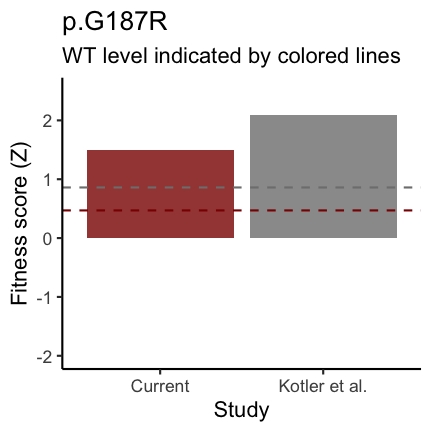 p.G187R
WT level indicated by colored lines
Fitness score (Z)
2
1
0
-1
-2
Current
Kotler et al.
Study